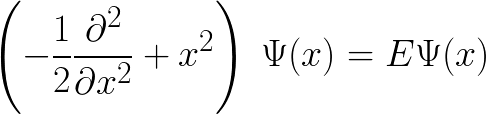 \left( -\frac{1}{2} \frac{\partial^2}{\partial x^2} + x^2 \right) \Psi(x) = E\Psi(x)